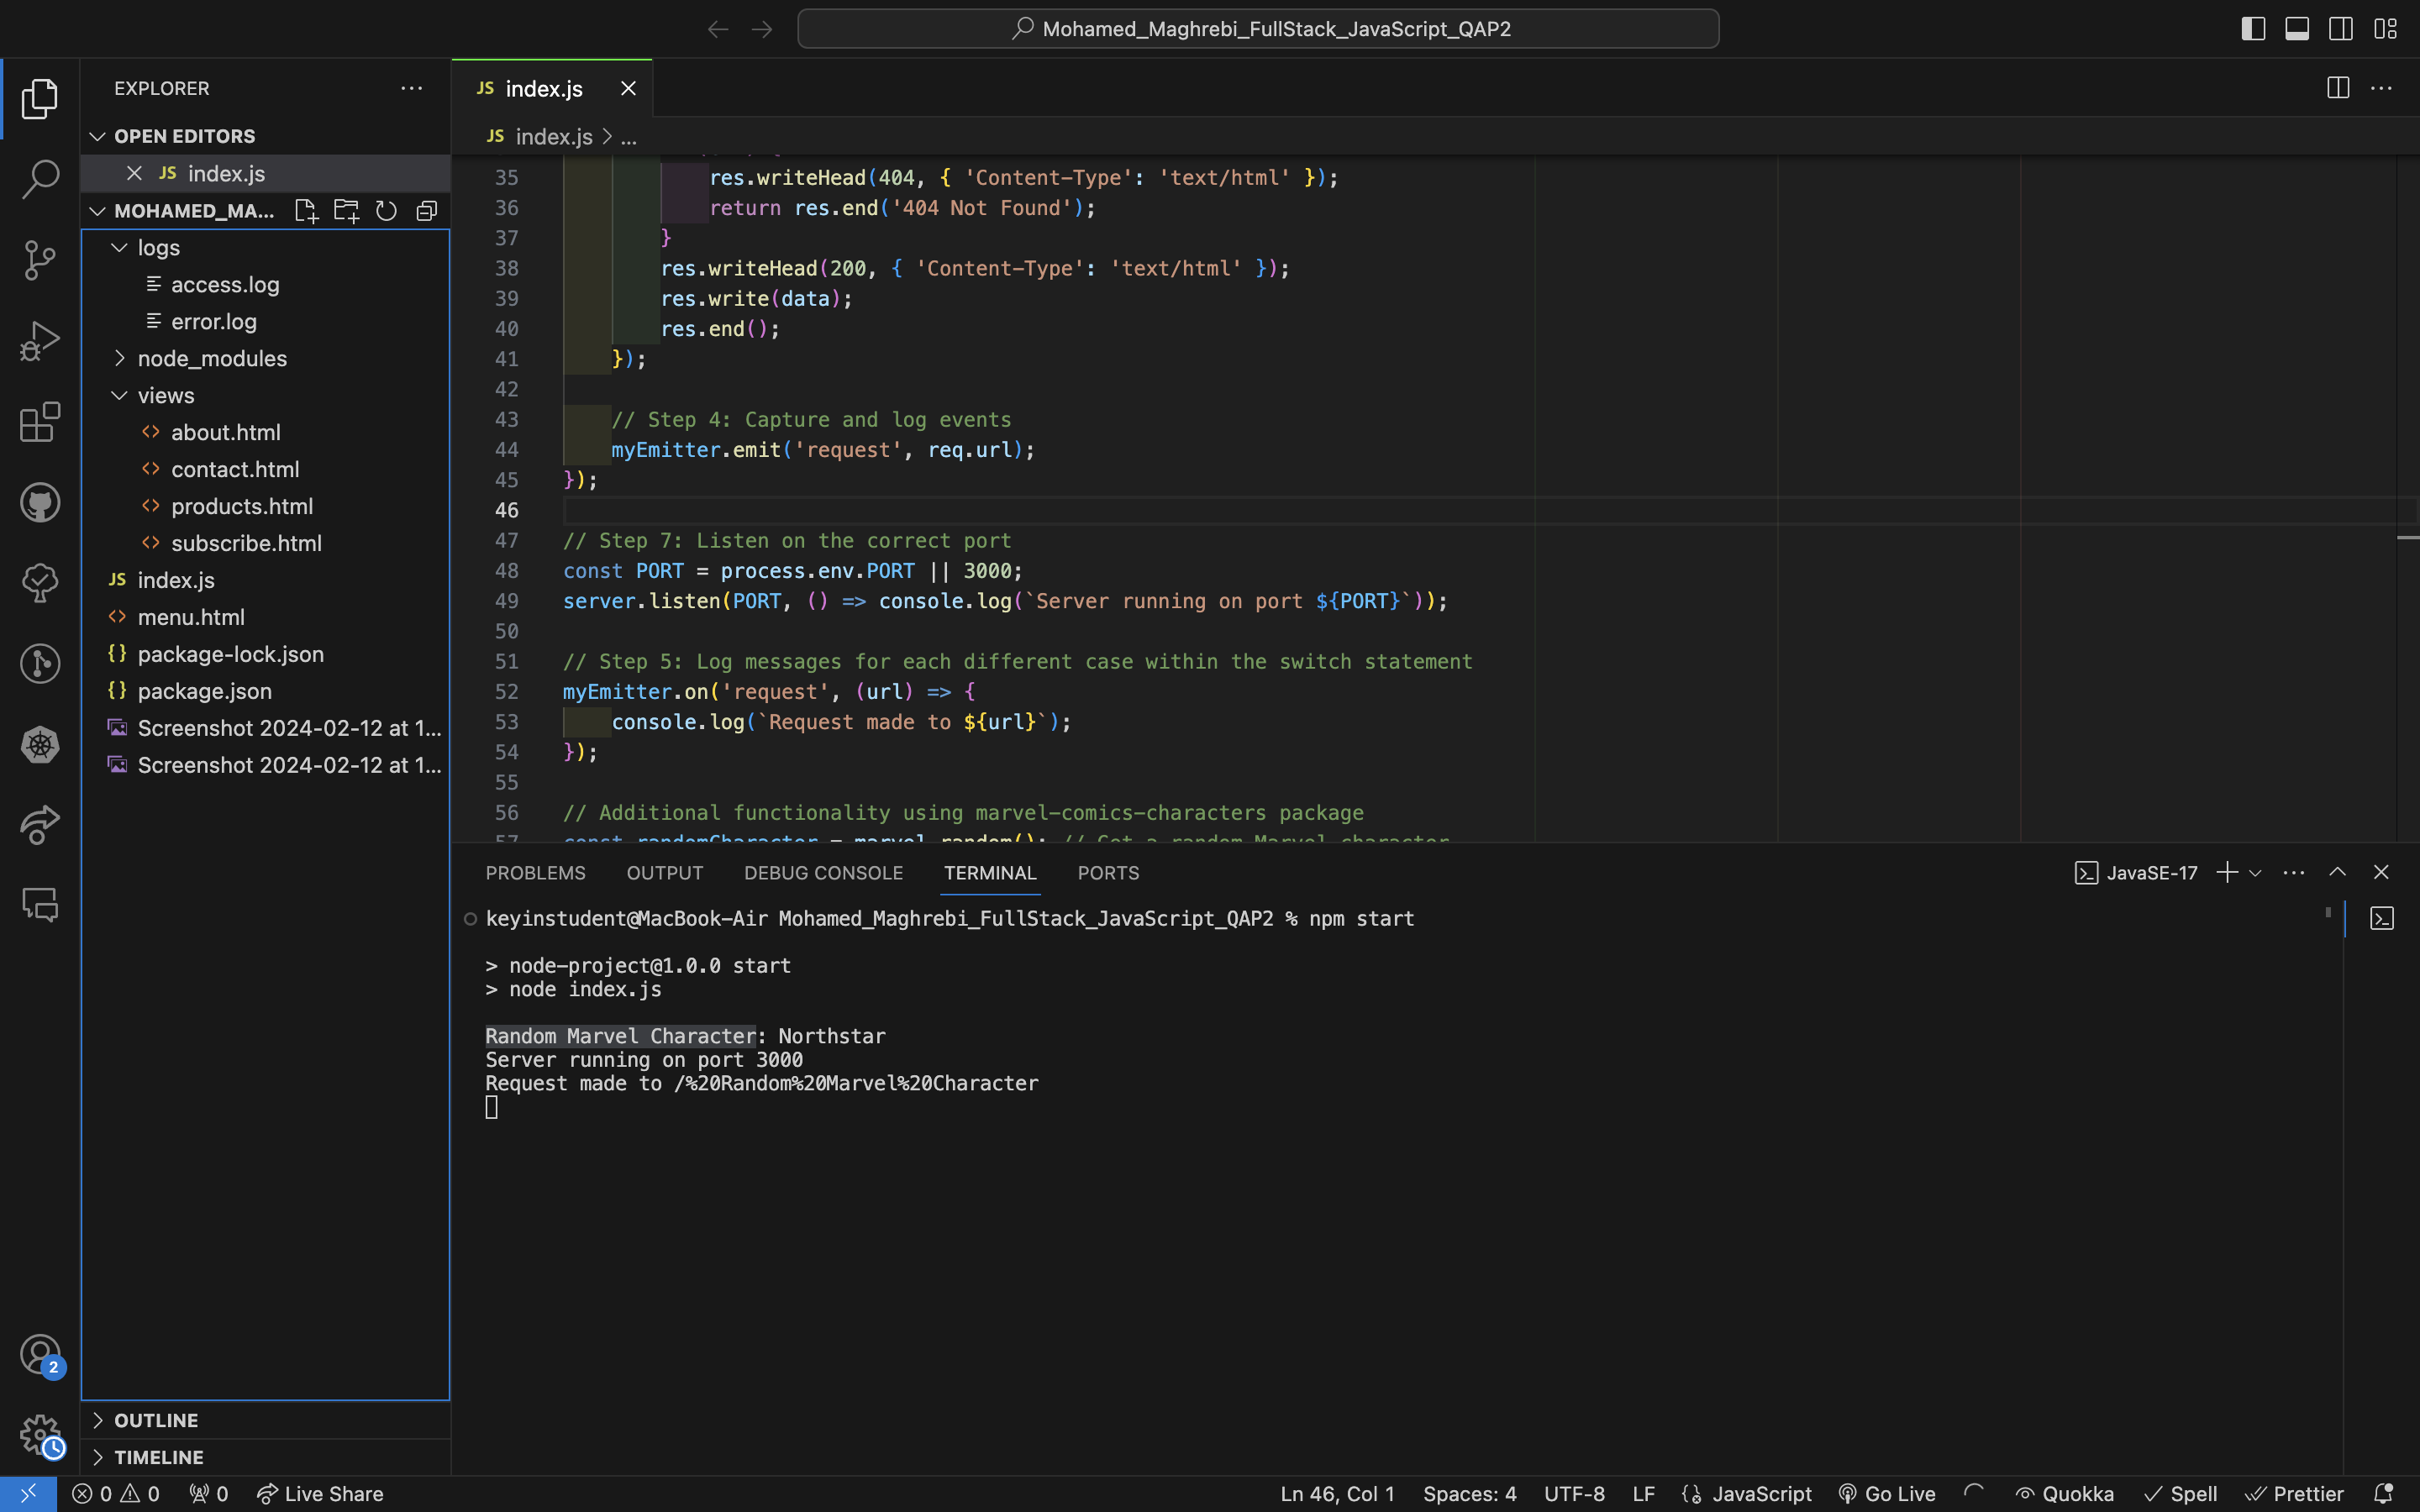 Mohamed_Maghrebi_FullStack_JavaScript_QAP2
EXPLORER
OPEN EDITORS
JS index.js
MOHAMED_MA...
logs
access.log
error.log
node_modules
views
about.html
contact.html
products.html
subscribe.html
JS index.js
menu.html
{} package-lock.json
{} package.json
Screenshot 2024-02-12 at 1...
Screenshot 2024-02-12 at 1...
OUTLINE
TIMELINE
JS index.js
JS index.js > ...
35 res.writeHead(404, { 'Content-Type': 'text/html' });
36 return res.end('404 Not Found');
37 }
38 res.writeHead(200, { 'Content-Type': 'text/html' });
39 res.write(data);
40 res.end();
41 });
42
43 // Step 4: Capture and log events
44 myEmitter.emit('request', req.url);
45 });
46
47 // Step 7: Listen on the correct port
48 const PORT = process.env.PORT || 3000;
49 server.listen(PORT, () => console.log(`Server running on port ${PORT}`));
50
51 // Step 5: Log messages for each different case within the switch statement
52 myEmitter.on('request', (url) => {
53 console.log(`Request made to ${url}`);
54 });
55
56 // Additional functionality using marvel-comics-characters package
57 const randomCharacter = marvel.random(); // Get a random Marvel character
PROBLEMS OUTPUT DEBUG CONSOLE TERMINAL PORTS
JavaSE-17
keyinstudent@MacBook-Air Mohamed_Maghrebi_FullStack_JavaScript_QAP2 % npm start
> node-project@1.0.0 start
> node index.js
Random Marvel Character: Northstar
Server running on port 3000
Request made to /%20Random%20Marvel%20Character
2
0 0 0 Live Share
Ln 46, Col 1 Spaces: 4 UTF-8 LF JavaScript Go Live Quokka Spell Prettier